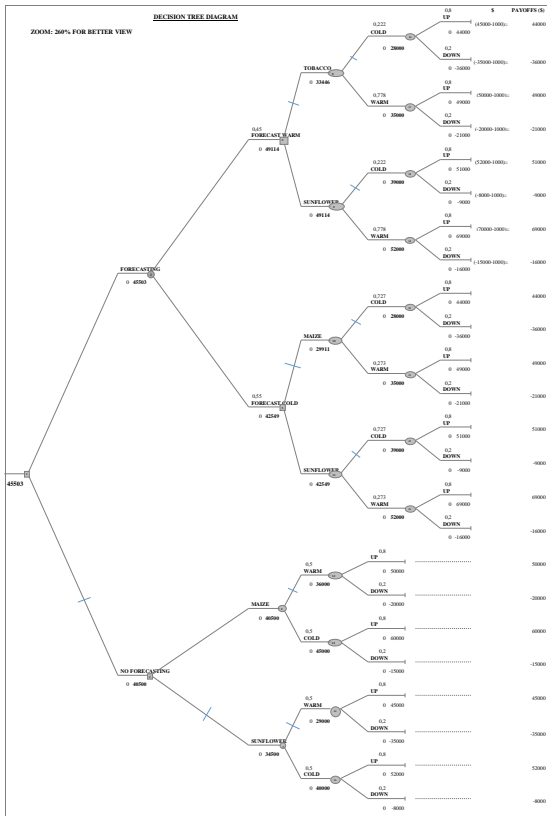 DECISION TREE DIAGRAM
$ PAYOFFS ($)
ZOOM: 260% FOR BETTER VIEW
0,8
UP
(45000-1000)= 44000
0 44000
0,222
COLD
0 28000
0,2
DOWN
(-35000-1000)= -36000
0 -36000
TOBACCO
0 33446
0,8
UP
(50000-1000)= 49000
0 49000
0,778
WARM
0 35000
0,2
DOWN
(-20000-1000)= -21000
0 -21000
0,45
FORECAST WARM
0 49114
0,8
UP
(52000-1000)= 51000
0 51000
0,222
COLD
0 39000
0,2
DOWN
(-8000-1000)= -9000
0 -9000
SUNFLOWER
0 49114
0,8
UP
(70000-1000)= 69000
0 69000
0,778
WARM
0 52000
0,2
DOWN
(-15000-1000)= -16000
0 -16000
FORECASTING
0 45503
0,8
UP
44000
0 44000
0,727
COLD
0 28000
0,2
DOWN
-36000
0 -36000
MAIZE
0 29911
0,8
UP
49000
0 49000
0,273
WARM
0 35000
0,2
DOWN
-21000
0 -21000
0,55
FORECAST COLD
0 42549
0,8
UP
51000
0 51000
0,727
COLD
0 39000
0,2
DOWN
-9000
0 -9000
SUNFLOWER
0 42549
0,8
UP
69000
0 69000
0,273
WARM
0 52000
0,2
DOWN
-16000
0 -16000
45503
0,8
UP
50000
0 50000
0,5
WARM
0 36000
0,2
DOWN
-20000
0 -20000
MAIZE
0 40500
0,8
UP
60000
0 60000
0,5
COLD
0 45000
0,2
DOWN
-15000
0 -15000
NO FORECASTING
0 40500
0,8
UP
45000
0 45000
0,5
WARM
0 29000
0,2
DOWN
-35000
0 -35000
SUNFLOWER
0 34500
0,8
UP
52000
0 52000
0,5
COLD
0 40000
0,2
DOWN
-8000
0 -8000